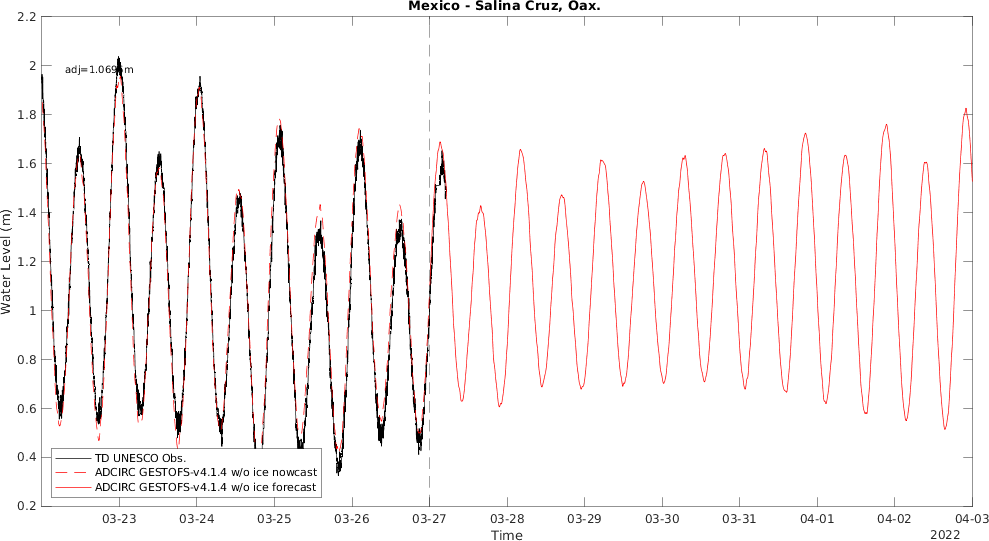 Mexico - Salina Cruz, Oax.
2.2
2
1.8
1.6
1.4
1.2
1
0.8
0.6
0.4
0.2
Water Level (m)
TD UNESCO Obs.
ADCIRC GESTOFS-v4.1.4 w/o ice nowcast
ADCIRC GESTOFS-v4.1.4 w/o ice forecast
03-23 03-24 03-25 03-26 03-27 03-28 03-29 03-30 03-31 04-01 04-02 04-03
Time
2022